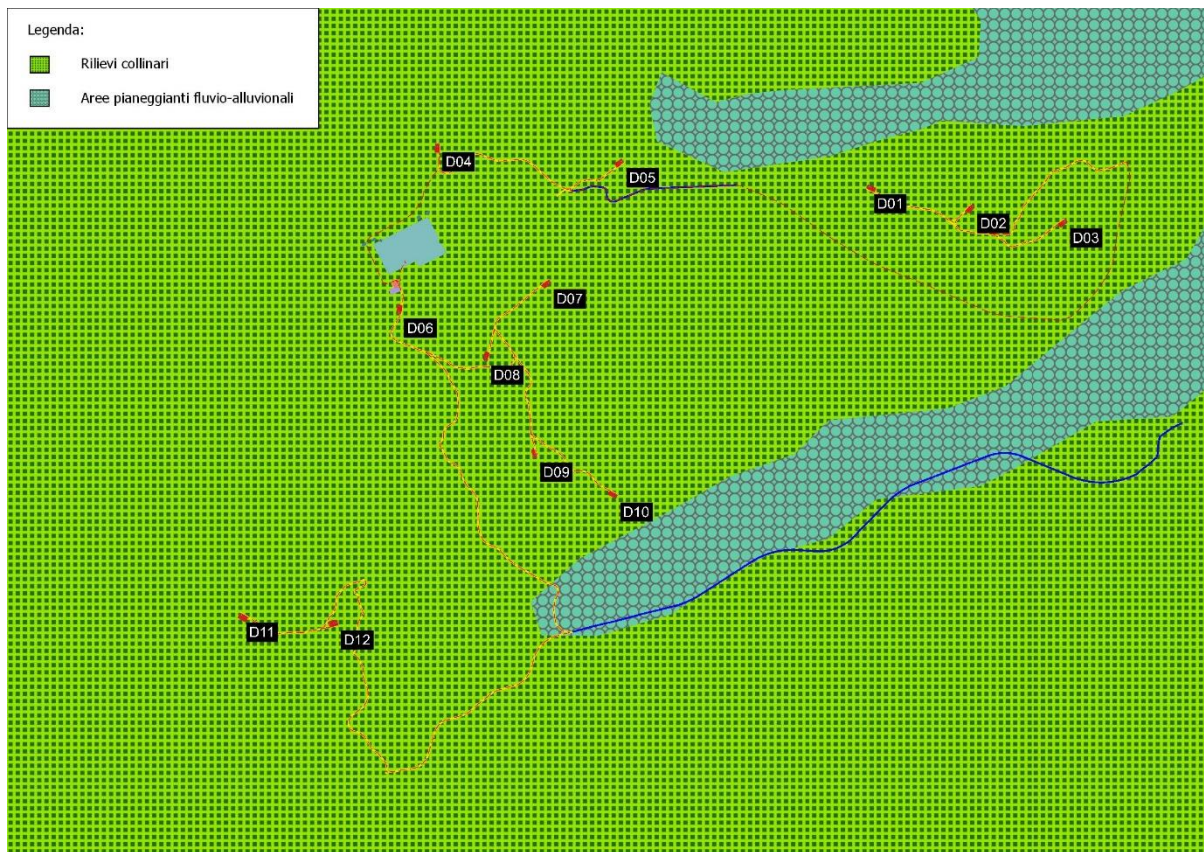 Legenda:
Rilievi collinari
Aree pianeggianti fluvio-alluvionali
D04
D05
D01
D02
D03
D07
D06
D08
D09
D10
D11
D12